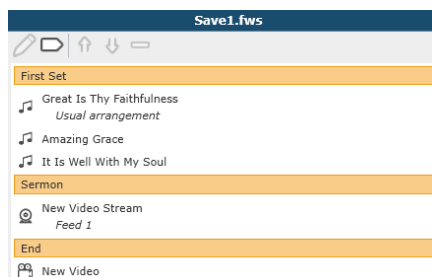 Save1.fws
First Set
Great Is Thy Faithfulness
Usual arrangement
Amazing Grace
It Is Well With My Soul
Sermon
New Video Stream
Feed 1
End
New Video